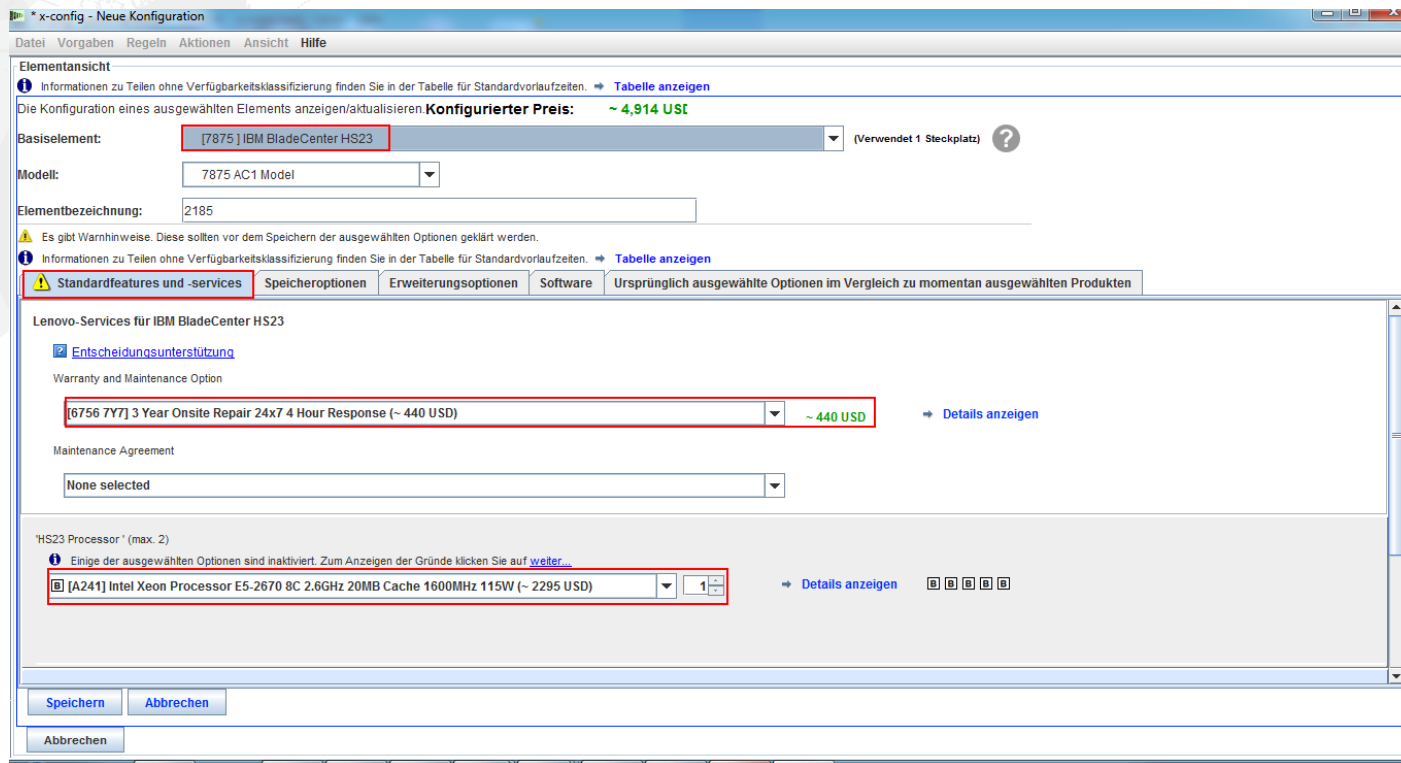 * x-config - Neue Konfiguration
Datei Vorgaben Regeln Aktionen Ansicht Hilfe
Elementansicht
Informationen zu Teilen ohne Verfügbarkeitsklassifizierung finden Sie in der Tabelle für Standardvorlaufzeiten. ➡ Tabelle anzeigen
Die Konfiguration eines ausgewählten Elements anzeigen/aktualisieren. Konfigurierter Preis: ~ 4,914 USD
Basiselement: [7875 ] IBM BladeCenter HS23 (Verwendet 1 Steckplatz) ?
Modell: 7875 AC1 Model
Elementbezeichnung: 2185
Es gibt Warnhinweise. Diese sollten vor dem Speichern der ausgewählten Optionen geklärt werden.
Informationen zu Teilen ohne Verfügbarkeitsklassifizierung finden Sie in der Tabelle für Standardvorlaufzeiten. ➡ Tabelle anzeigen
Standardfeatures und -services Speicheroptionen Erweiterungsoptionen Software Ursprünglich ausgewählte Optionen im Vergleich zu momentan ausgewählten Produkten
Lenovo-Services für IBM BladeCenter HS23
? Entscheidungsunterstützung
Warranty and Maintenance Option
[6756 7Y7] 3 Year Onsite Repair 24x7 4 Hour Response (~ 440 USD) ~ 440 USD ➡ Details anzeigen
Maintenance Agreement
None selected
'HS23 Processor ' (max. 2)
Einige der ausgewählten Optionen sind inaktiviert. Zum Anzeigen der Gründe klicken Sie auf weiter...
B [A241] Intel Xeon Processor E5-2670 8C 2.6GHz 20MB Cache 1600MHz 115W (~ 2295 USD) 1 ➡ Details anzeigen B B B B B
Speichern Abbrechen
Abbrechen